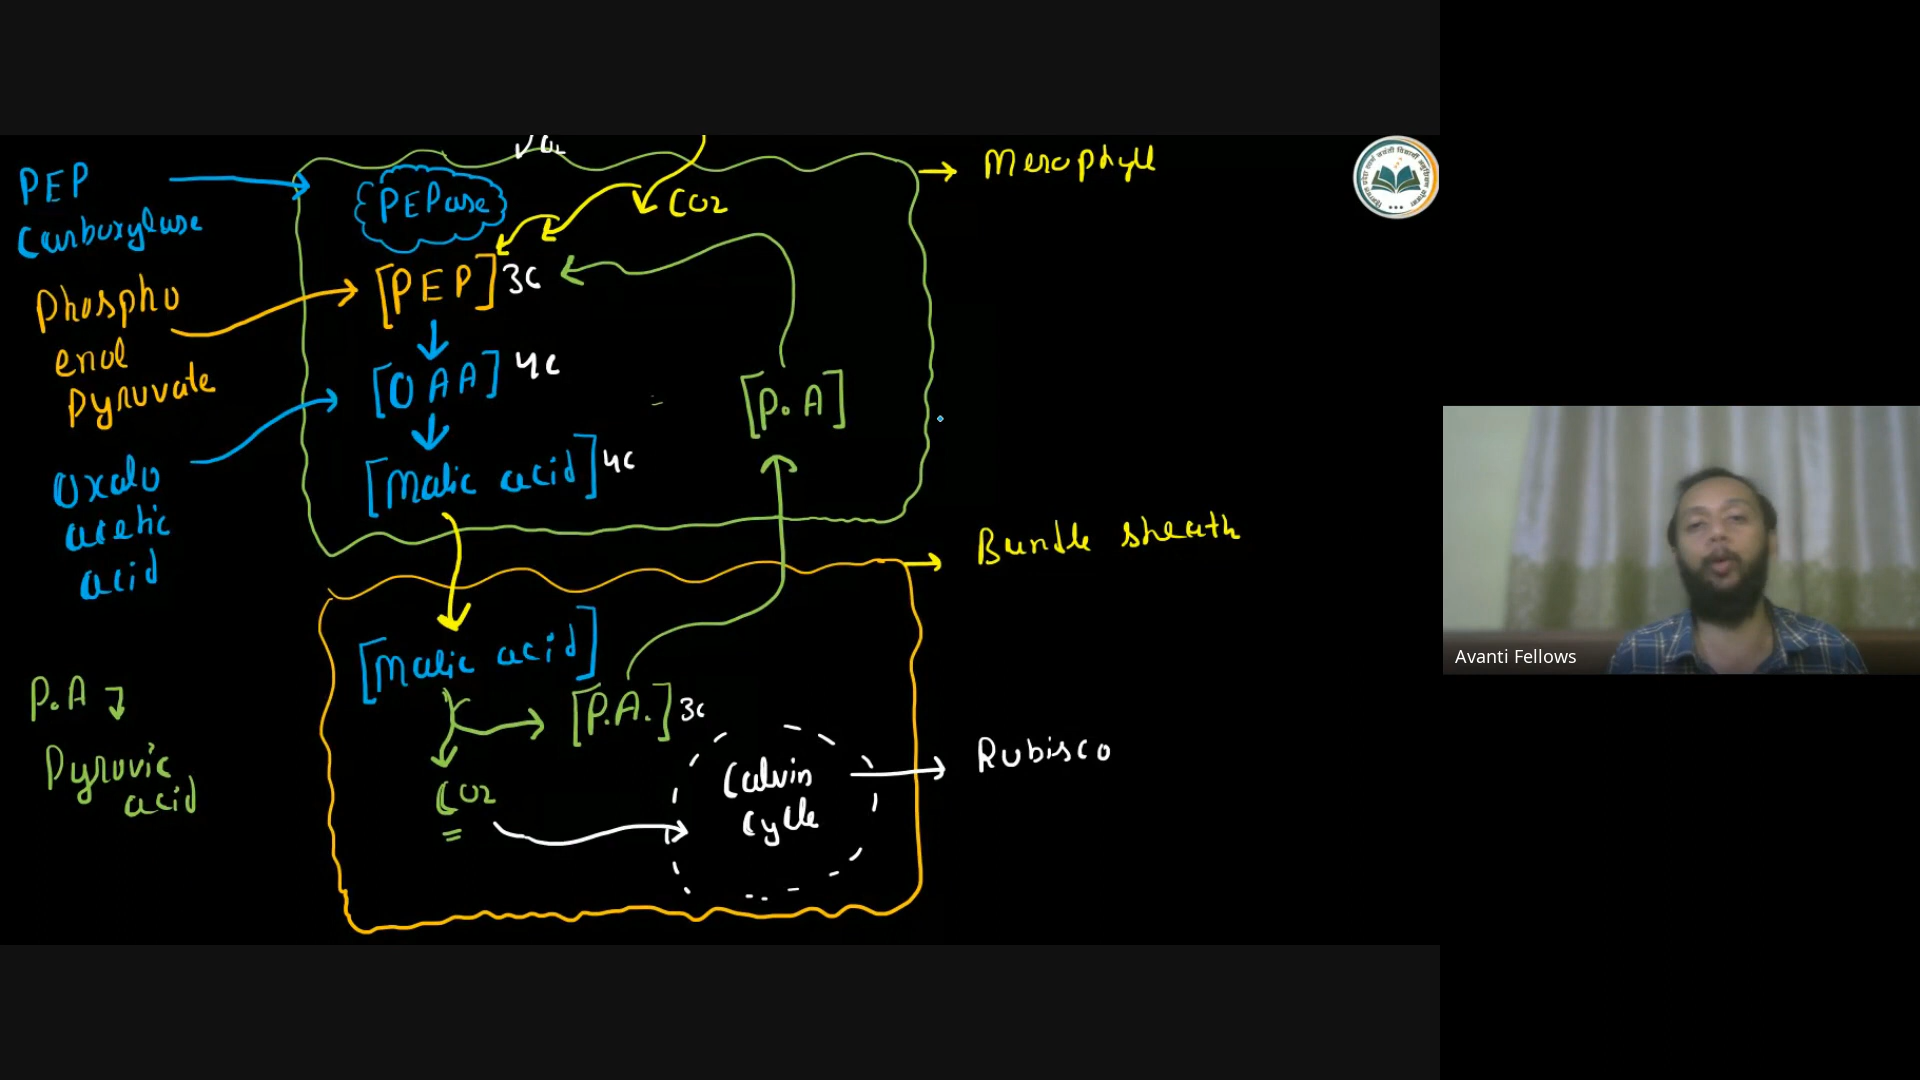 PEP
Carboxylase
Phospho
enol
Pyruvate
Oxalo
acetic
acid
P.A
Pyruvic
acid
PEPase
CO2
[PEP] 3C
[OAA] 4C
[Malic acid] 4C
[P.A]
Mesophyll
[Malic acid]
[P.A.] 3C
CO2
Calvin
Cycle
Bundle sheath
Rubisco
Avanti Fellows